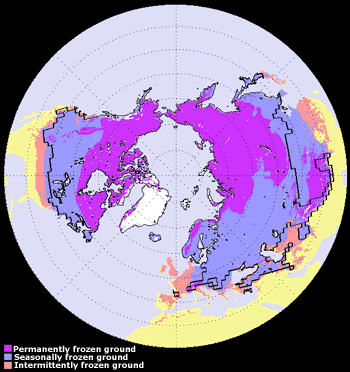 Permanently frozen ground
Seasonally frozen ground
Intermittently frozen ground